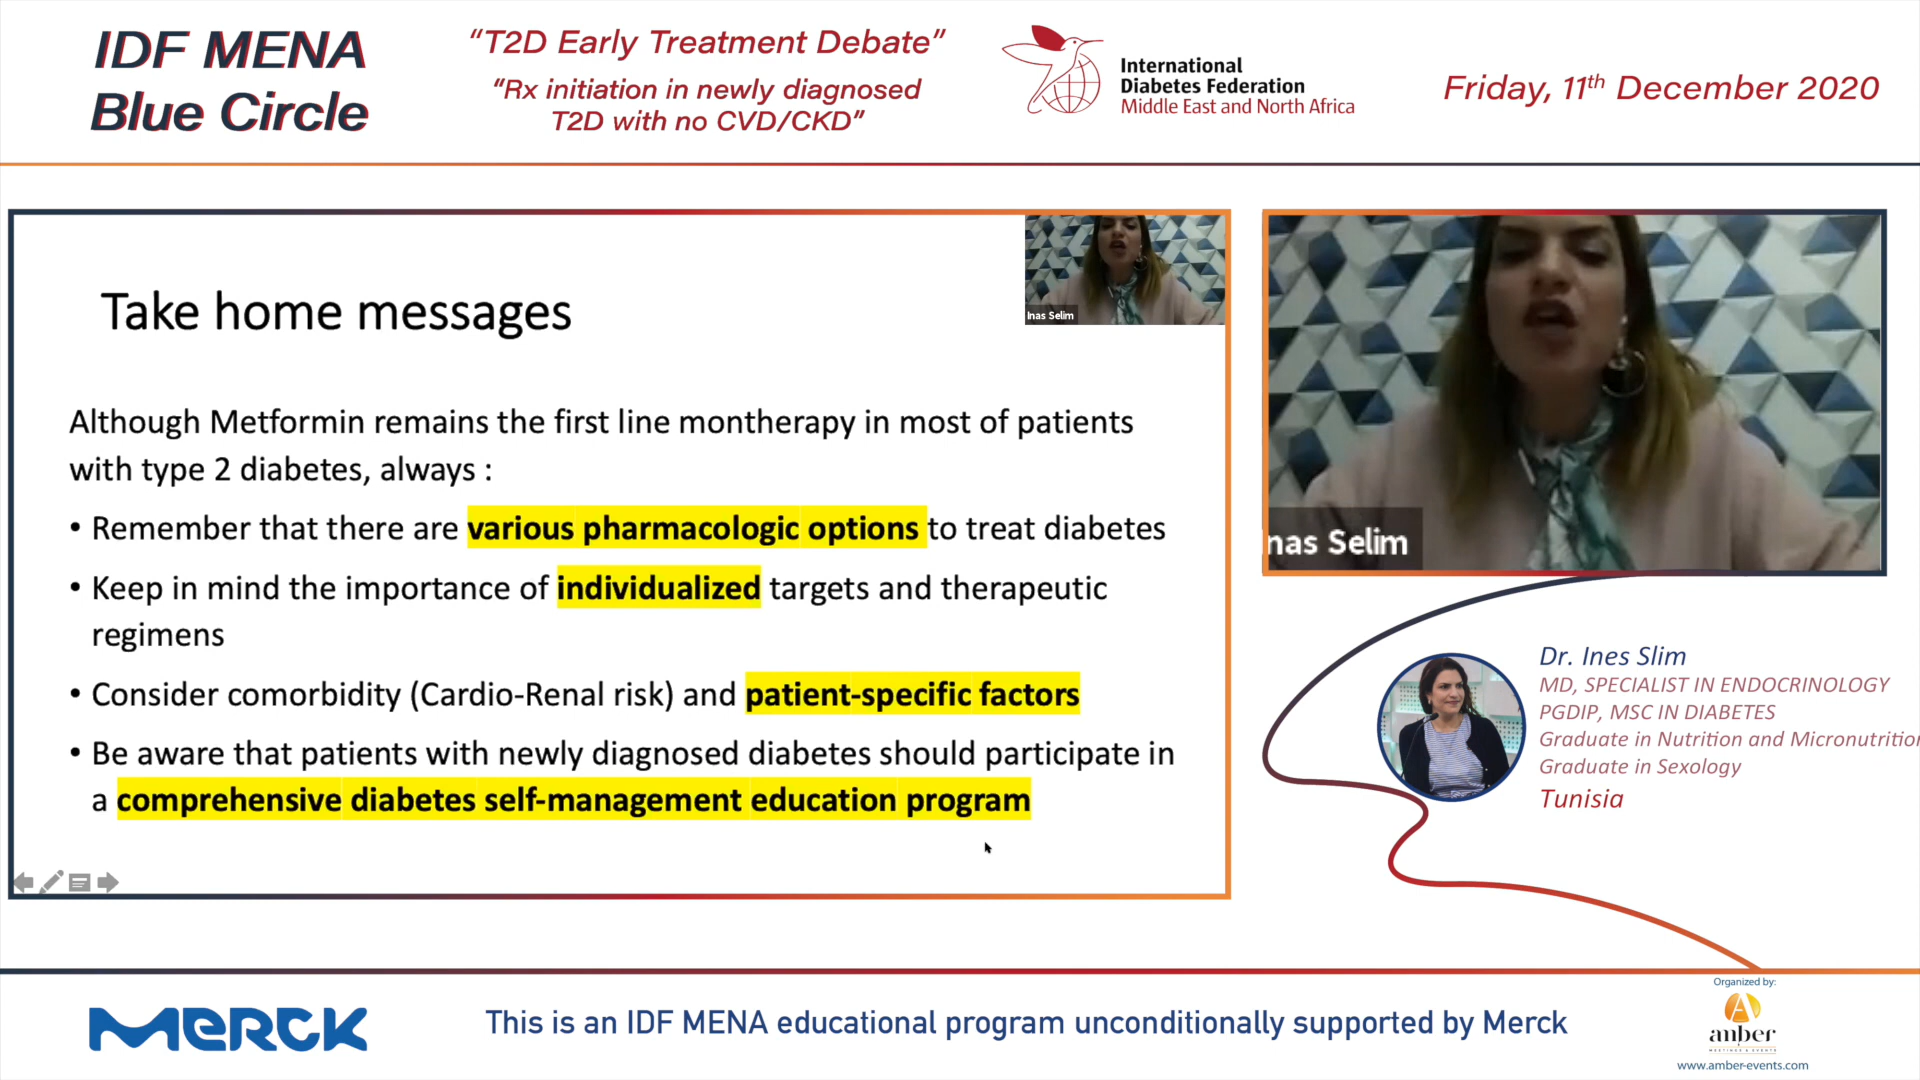 IDF MENA
Blue Circle
“T2D Early Treatment Debate”
“Rx initiation in newly diagnosed
T2D with no CVD/CKD”
International
Diabetes Federation
Middle East and North Africa
Friday, 11th December 2020
Take home messages
Inas Selim
Although Metformin remains the first line montherapy in most of patients
with type 2 diabetes, always :
• Remember that there are various pharmacologic options to treat diabetes
• Keep in mind the importance of individualized targets and therapeutic
regimens
• Consider comorbidity (Cardio-Renal risk) and patient-specific factors
• Be aware that patients with newly diagnosed diabetes should participate in
a comprehensive diabetes self-management education program
nas Selim
Dr. Ines Slim
MD, SPECIALIST IN ENDOCRINOLOGY
PGDIP, MSC IN DIABETES
Graduate in Nutrition and Micronutritio
Graduate in Sexology
Tunisia
MERCK
This is an IDF MENA educational program unconditionally supported by Merck
Organized by:
A
amber
MEETINGS & EVENTS
www.amber-events.com